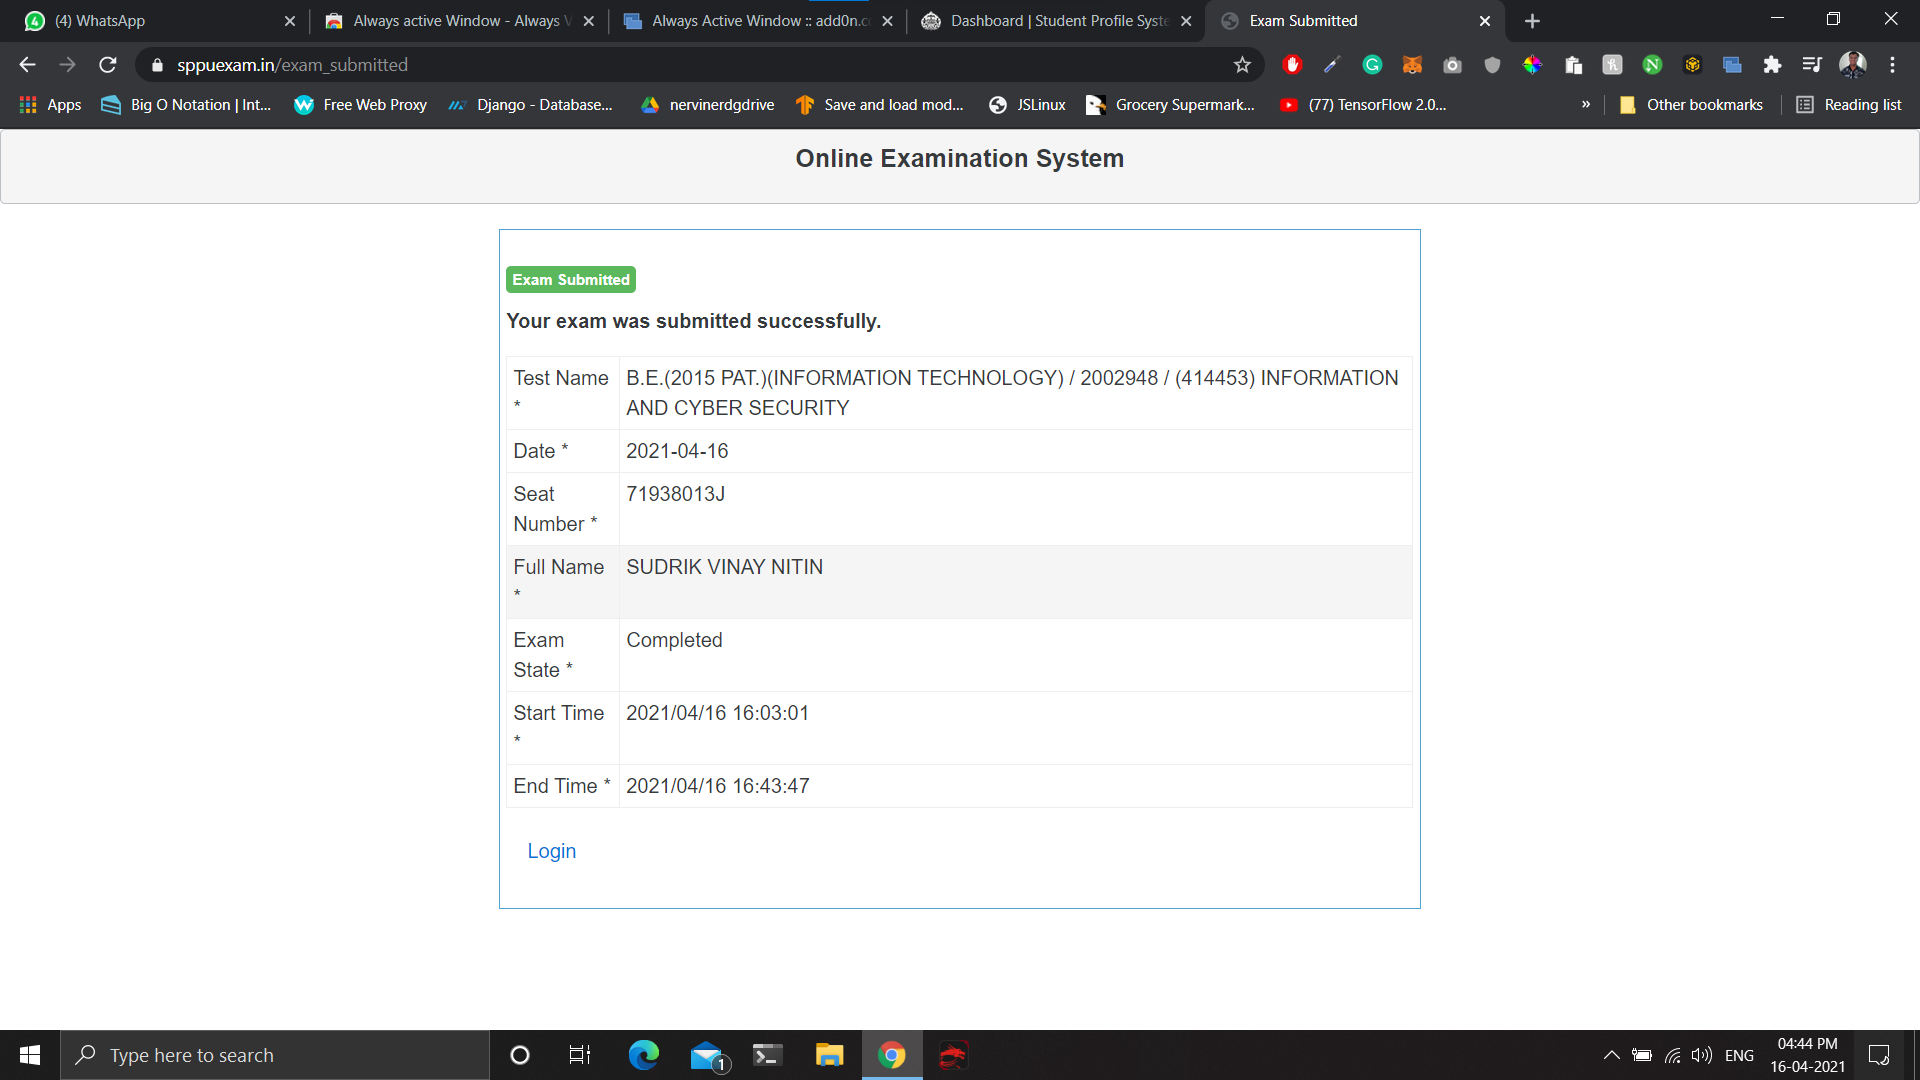 (4) WhatsApp
Always active Window - Always V
Always Active Window :: add0n.c
Dashboard | Student Profile Syste
Exam Submitted
sppuexam.in/exam_submitted
Apps
Big O Notation | Int...
Free Web Proxy
Django - Database...
nervinerdgdrive
Save and load mod...
JSLinux
Grocery Supermark...
(77) TensorFlow 2.0...
»
Other bookmarks
Reading list
Online Examination System
Exam Submitted
Your exam was submitted successfully.
Test Name * B.E.(2015 PAT.)(INFORMATION TECHNOLOGY) / 2002948 / (414453) INFORMATION
AND CYBER SECURITY
Date * 2021-04-16
Seat 71938013J
Number *
Full Name * SUDRIK VINAY NITIN
Exam Completed
State *
Start Time * 2021/04/16 16:03:01
End Time * 2021/04/16 16:43:47
Login
Type here to search
1
ENG
04:44 PM
16-04-2021